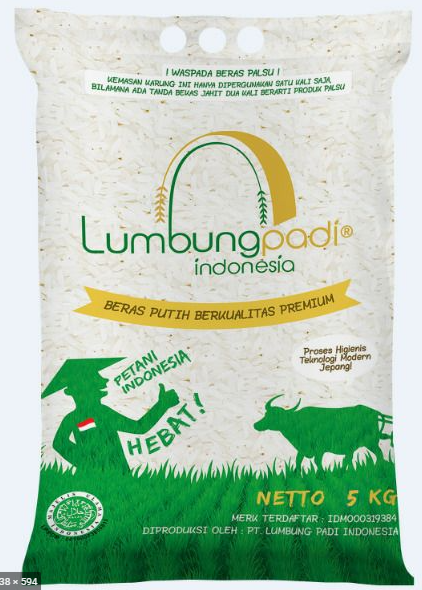 ! WASPADA BERAS PALSU !
KEMASAN KARUNG INI HANYA DIPERGUNAKAN SATU KALI SAJA,
BILAMANA ADA TANDA BEKAS JAHIT DUA KALI BERARTI PRODUK PALSU
Lumbungpadi®
indonesia
BERAS PUTIH BERKUALITAS PREMIUM
PETANI
INDONESIA
HEBAT!
Proses Higienis
Teknologi Modern
Jepang!
NETTO 5 KG
MERK TERDAFTAR : IDM000319384
DIPRODUKSI OLEH : PT. LUMBUNG PADI INDONESIA
38 × 594